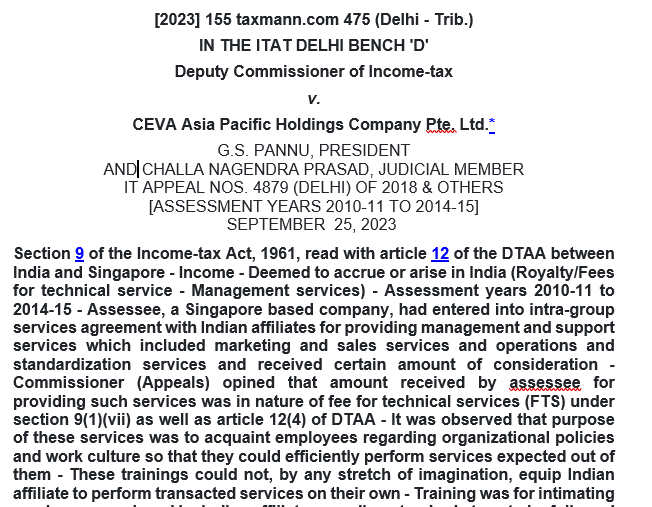 [2023] 155 taxmann.com 475 (Delhi - Trib.)
IN THE ITAT DELHI BENCH 'D'
Deputy Commissioner of Income-tax
v.
CEVA Asia Pacific Holdings Company Pte. Ltd.*
G.S. PANNU, PRESIDENT
AND CHALLA NAGENDRA PRASAD, JUDICIAL MEMBER
IT APPEAL NOS. 4879 (DELHI) OF 2018 & OTHERS
[ASSESSMENT YEARS 2010-11 TO 2014-15]
SEPTEMBER 25, 2023
Section 9 of the Income-tax Act, 1961, read with article 12 of the DTAA between
India and Singapore - Income - Deemed to accrue or arise in India (Royalty/Fees
for technical service - Management services) - Assessment years 2010-11 to
2014-15 - Assessee, a Singapore based company, had entered into intra-group
services agreement with Indian affiliates for providing management and support
services which included marketing and sales services and operations and
standardization services and received certain amount of consideration -
Commissioner (Appeals) opined that amount received by assessee for
providing such services was in nature of fee for technical services (FTS) under
section 9(1)(vii) as well as article 12(4) of DTAA - It was observed that purpose
of these services was to acquaint employees regarding organizational policies
and work culture so that they could efficiently perform services expected out of
them - These trainings could not, by any stretch of imagination, equip Indian
affiliate to perform transacted services on their own - Training was for intimating